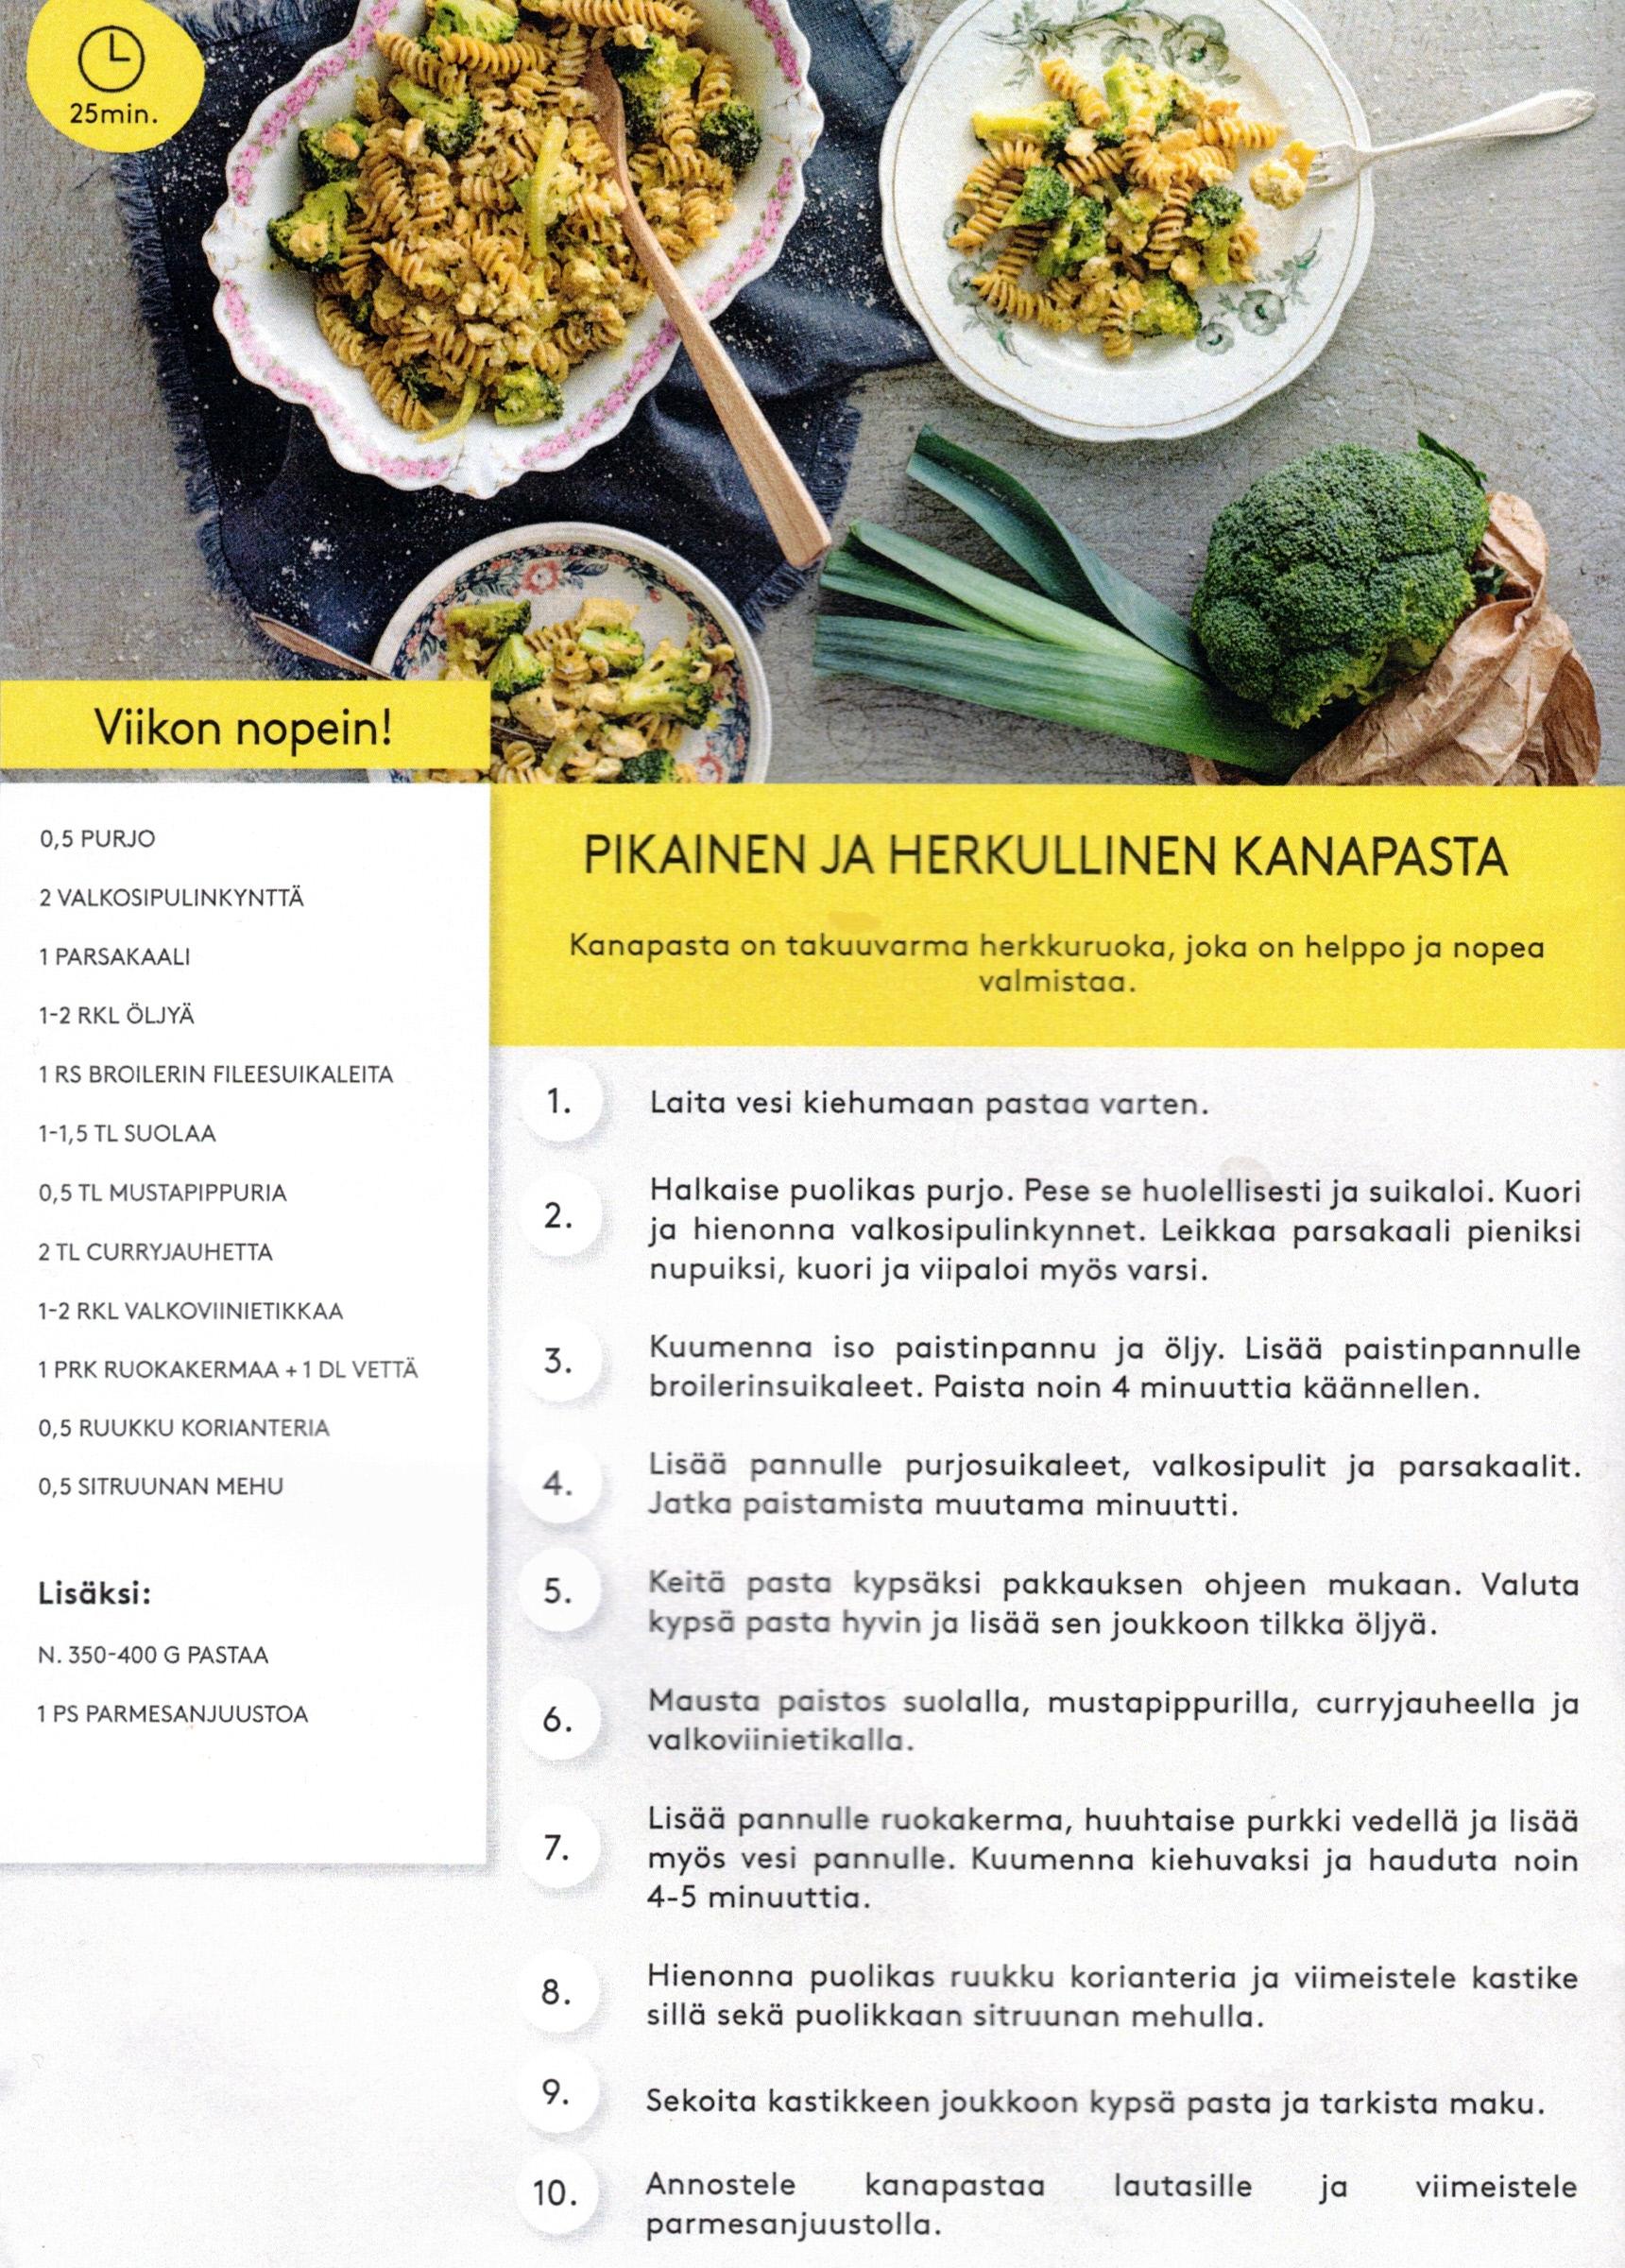 25min.
Viikon nopein!
0,5 PURJO
2 VALKOSIPULINKYNTTÄ
1 PARSAKAALI
1-2 RKL ÖLJYÄ
1 RS BROILERIN FILEESUIKALEITA
1-1,5 TL SUOLAA
0,5 TL MUSTAPIPPURIA
2 TL CURRYJAUHETTA
1-2 RKL VALKOVIINIETIKKAA
1 PRK RUOKAKERMAA + 1 DL VETTÄ
0,5 RUUKKU KORIANTERIA
0,5 SITRUUNAN MEHU
Lisäksi:
N. 350-400 G PASTAA
1 PS PARMESANJUUSTOA
PIKAINEN JA HERKULLINEN KANAPASTA
Kanapasta on takuuvarma herkkuruoka, joka on helppo ja nopea
valmistaa.
1. Laita vesi kiehumaan pastaa varten.
2. Halkaise puolikas purjo. Pese se huolellisesti ja suikaloi. Kuori
ja hienonna valkosipulinkynnet. Leikkaa parsakaali pieniksi
nupuiksi, kuori ja viipaloi myös varsi.
3. Kuumenna iso paistinpannu ja öljy. Lisää paistinpannulle
broilerinsuikaleet. Paista noin 4 minuuttia käännellen.
4. Lisää pannulle purjosuikaleet, valkosipulit ja parsakaalit.
Jatka paistamista muutama minuutti.
5. Keitä pasta kypsäksi pakkauksen ohjeen mukaan. Valuta
kypsä pasta hyvin ja lisää sen joukkoon tilkka öljyä.
6. Mausta paistos suolalla, mustapippurilla, curryjauheella ja
valkoviinietikalla.
7. Lisää pannulle ruokakerma, huuhtaise purkki vedellä ja lisää
myös vesi pannulle. Kuumenna kiehuvaksi ja hauduta noin
4-5 minuuttia.
8. Hienonna puolikas ruukku korianteria ja viimeistele kastike
sillä sekä puolikkaan sitruunan mehulla.
9. Sekoita kastikkeen joukkoon kypsä pasta ja tarkista maku.
10. Annostele kanapastaa lautasille ja viimeistele
parmesanjuustolla.